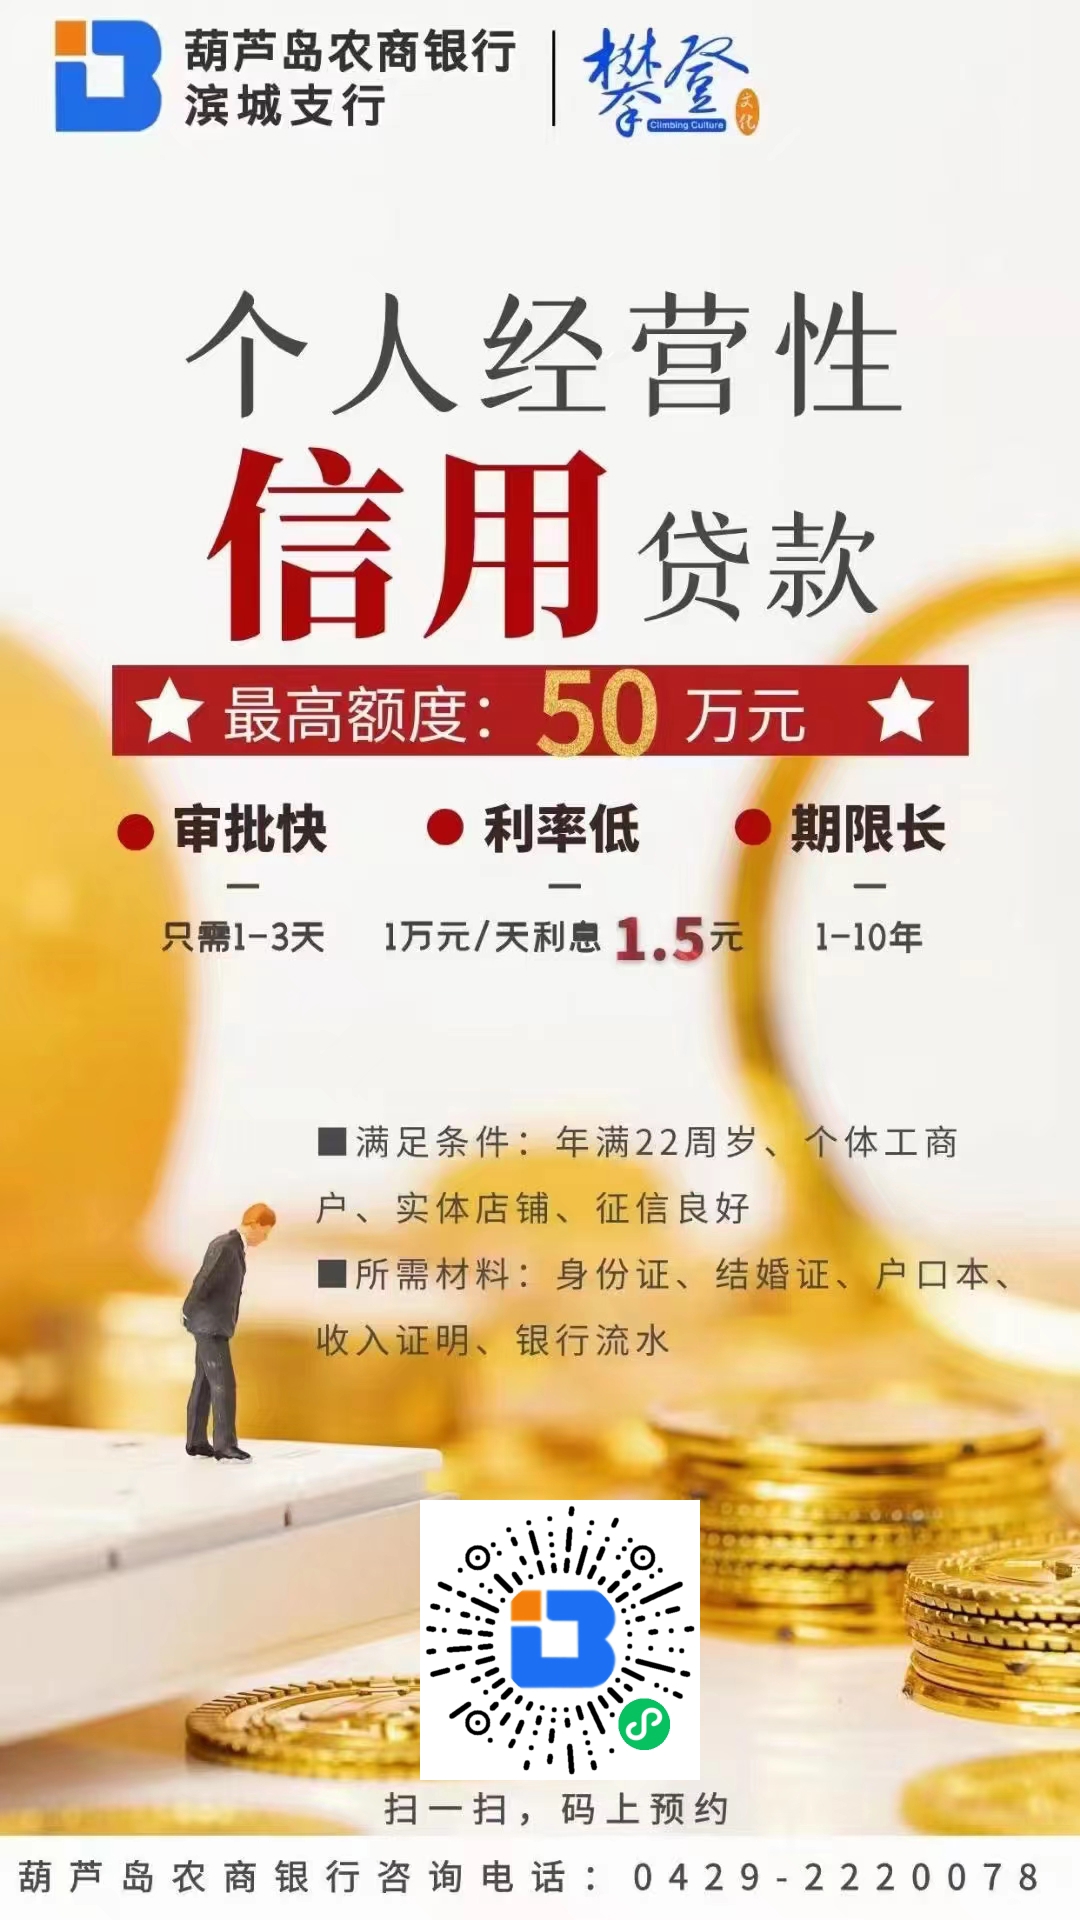 葫芦岛农商银行
滨城支行
攀登
Climbing Culture
文化
个人经营性
信用贷款
最高额度：50万元
审批快
利率低
期限长
只需1-3天
1万元/天利息1.5元
1-10年
■满足条件：年满22周岁、个体工商
户、实体店铺、征信良好
■所需材料：身份证、结婚证、户口本、
收入证明、银行流水
扫一扫，码上预约
葫芦岛农商银行咨询电话：0429-2220078